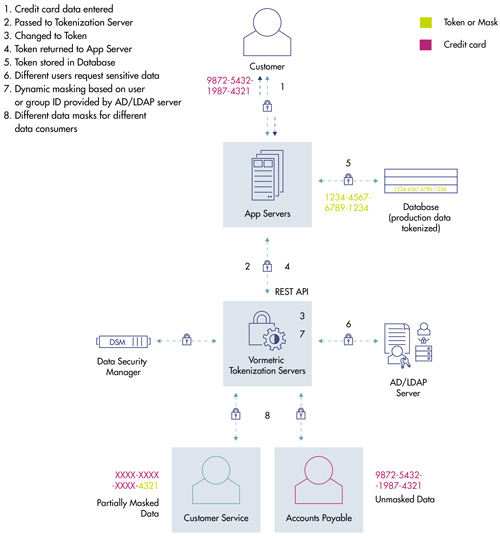 1. Credit card data entered
2. Passed to Tokenization Server
3. Changed to Token
4. Token returned to App Server
5. Token stored in Database
6. Different users request sensitive data
7. Dynamic masking based on user
or group ID provided by AD/LDAP server
8. Different data masks for different
data consumers
Token or Mask
Credit card
Customer
9872-5432-
1987-4321
1
App Servers
5
1234-4567-
6789-1234
1234-4567-6789-1234
Database
(production data
tokenized)
2
4
REST API
3
7
Vormetric
Tokenization Servers
DSM
Data Security
Manager
6
AD/LDAP
Server
8
XXXX-XXXX
-XXXX-4321
Partially Masked
Data
Customer Service
Accounts Payable
9872-5432-
-1987-4321
Unmasked Data